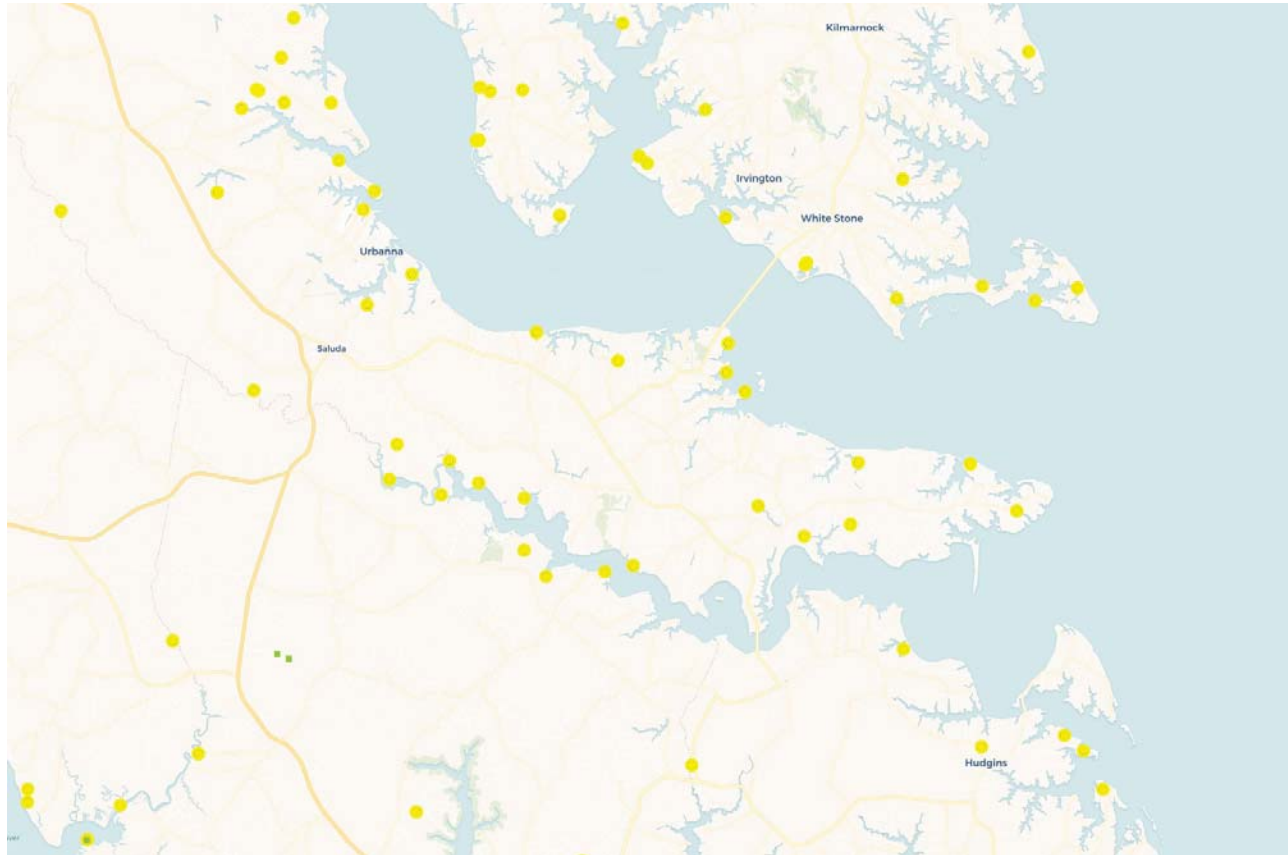 Kilmarnock
Irvington
White Stone
Urbanna
Saluda
Hudgins